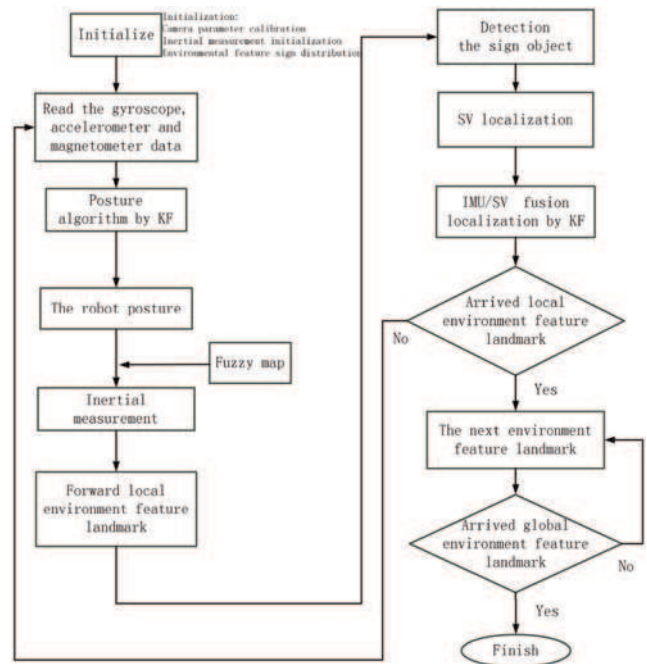 Initialize
Initialization:
Camera parameter calibration
Inertial measurement initialization
Environmental feature sign distribution
Read the gyroscope,
accelerometer and
magnetometer data
Posture
algorithm by KF
The robot posture
Fuzzy map
Inertial
measurement
Forward local
environment feature
landmark
Detection
the sign object
SV localization
IMU/SV fusion
localization by KF
Arrived local
environment feature
landmark
No
Yes
The next environment
feature landmark
Arrived global
environment feature
landmark
No
Yes
Finish